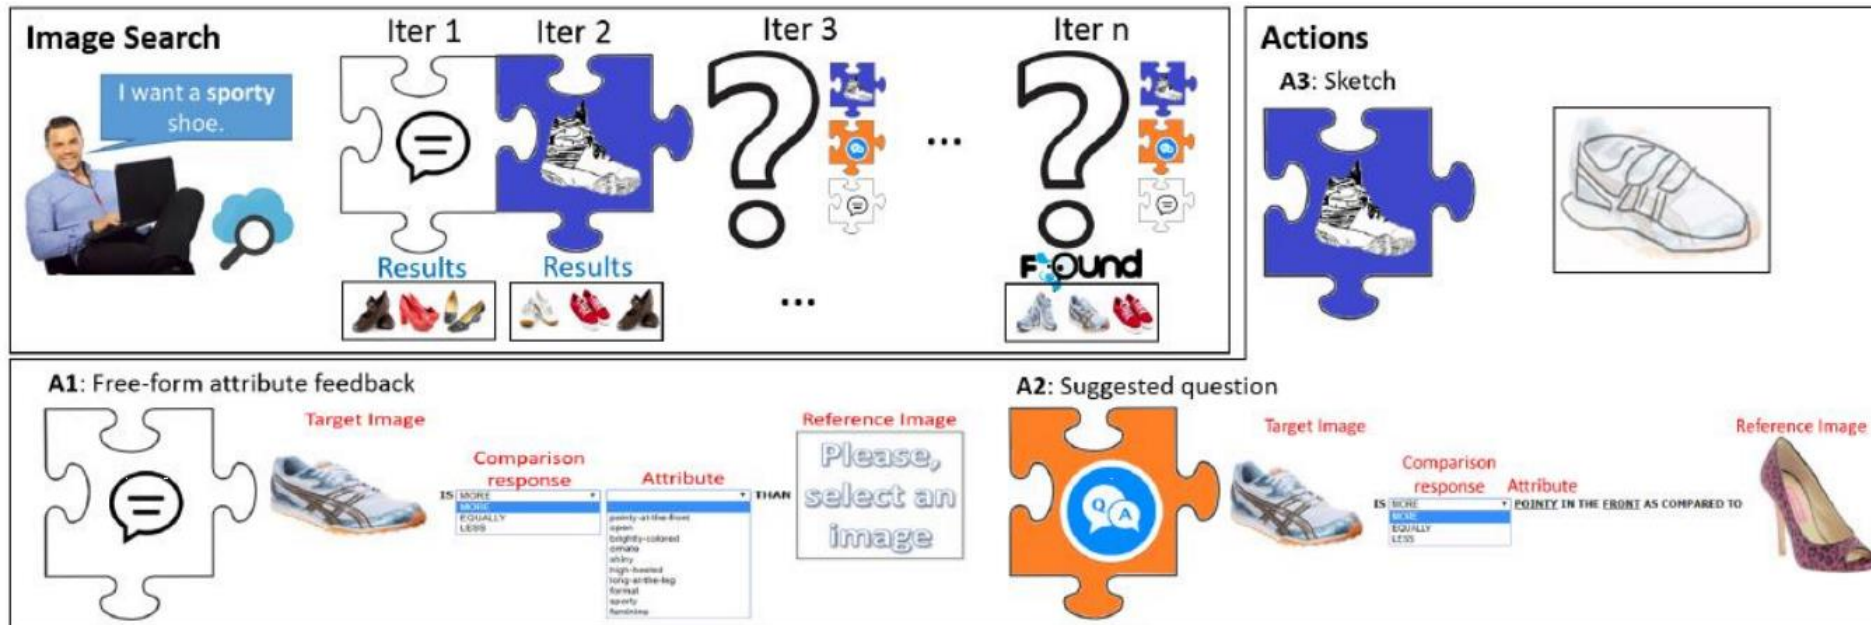 Image Search
I want a sporty
shoe.
Iter 1
Iter 2
Iter 3
Iter n
...
Results
Results
...
Found
Actions
A3: Sketch
A1: Free-form attribute feedback
Target Image
Comparison
response
Attribute
Reference Image
IS MORE
THAN
MORE
EQUALLY
LESS
pointy-at-the-front
open
brightly-colored
ornate
shiny
high-heeled
long-at-the-leg
formal
sporty
feminine
Please,
select an
image
A2: Suggested question
Q A
Target Image
Comparison
response
Attribute
Reference Image
IS MORE POINTY IN THE FRONT AS COMPARED TO
MORE
EQUALLY
LESS